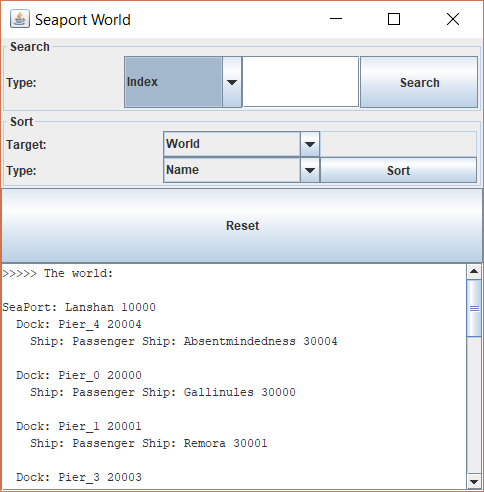 Seaport World
Search
Type: Index Search
Sort
Target: World
Type: Name Sort
Reset
>>>>> The world:
SeaPort: Lanshan 10000
Dock: Pier_4 20004
Ship: Passenger Ship: Absentmindedness 30004
Dock: Pier_0 20000
Ship: Passenger Ship: Gallinules 30000
Dock: Pier_1 20001
Ship: Passenger Ship: Remora 30001
Dock: Pier_3 20003